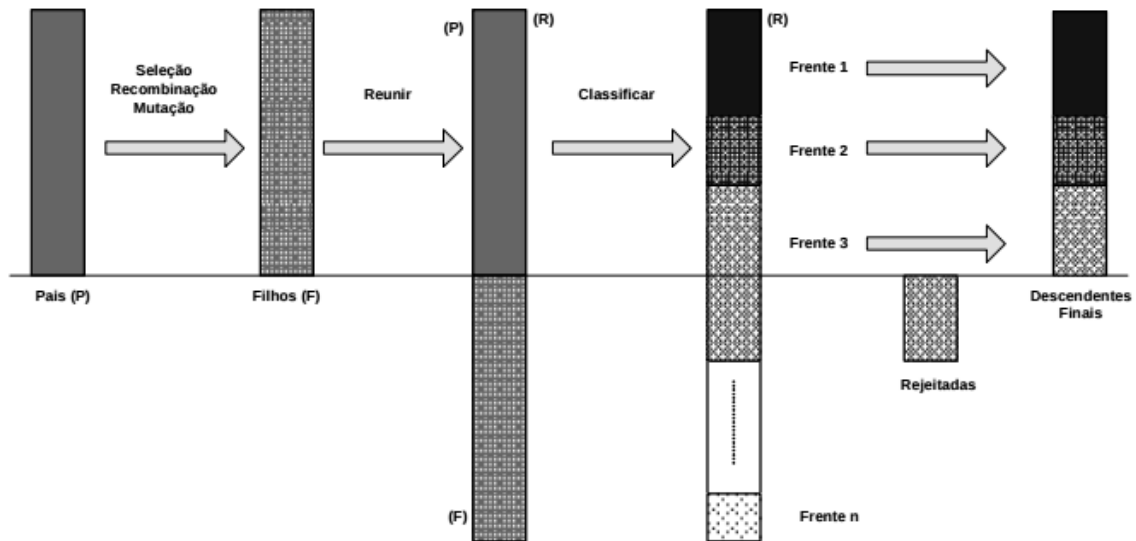 (P)
(R)
(R)
Seleção
Recombinação
Mutação
Reunir
Classificar
Frente 1
Frente 2
Frente 3
Pais (P)
Filhos (F)
Descendentes
Finais
Rejeitadas
(F)
Frente n